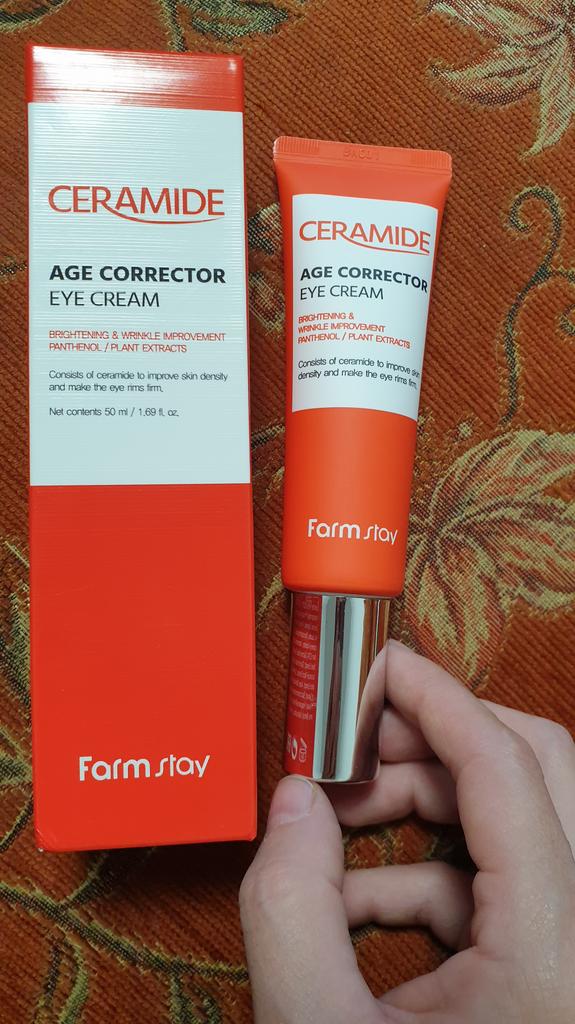 CERAMIDE
AGE CORRECTOR
EYE CREAM
BRIGHTENING & WRINKLE IMPROVEMENT
PANTHENOL / PLANT EXTRACTS
Consists of ceramide to improve skin density
and make the eye rims firm.
Net contents 50 ml / 1.69 fl. oz.
Farm stay
CERAMIDE
AGE CORRECTOR
EYE CREAM
BRIGHTENING &
WRINKLE IMPROVEMENT
PANTHENOL / PLANT EXTRACTS
Consists of ceramide to improve skin
density and make the eye rims firm.
Farm stay